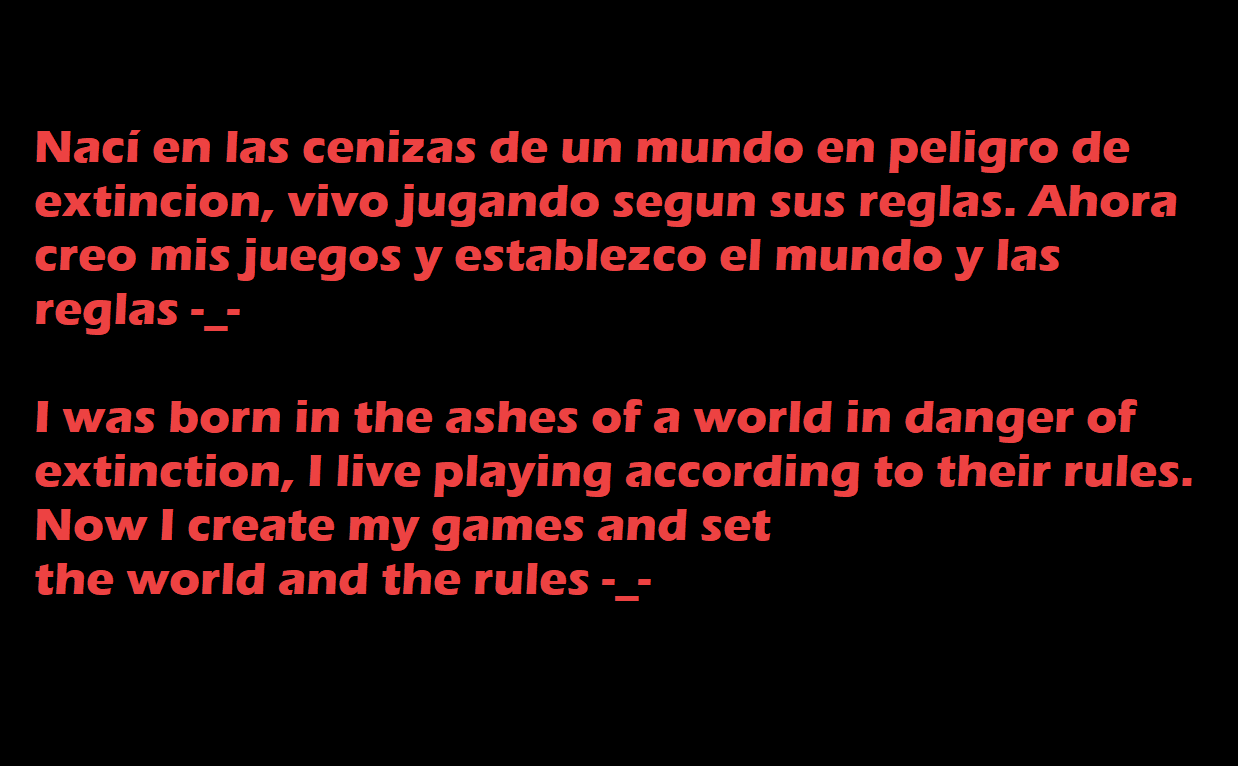 Nací en las cenizas de un mundo en peligro de
extincion, vivo jugando segun sus reglas. Ahora
creo mis juegos y establezco el mundo y las
reglas -_-
I was born in the ashes of a world in danger of
extinction, I live playing according to their rules.
Now I create my games and set
the world and the rules -_-